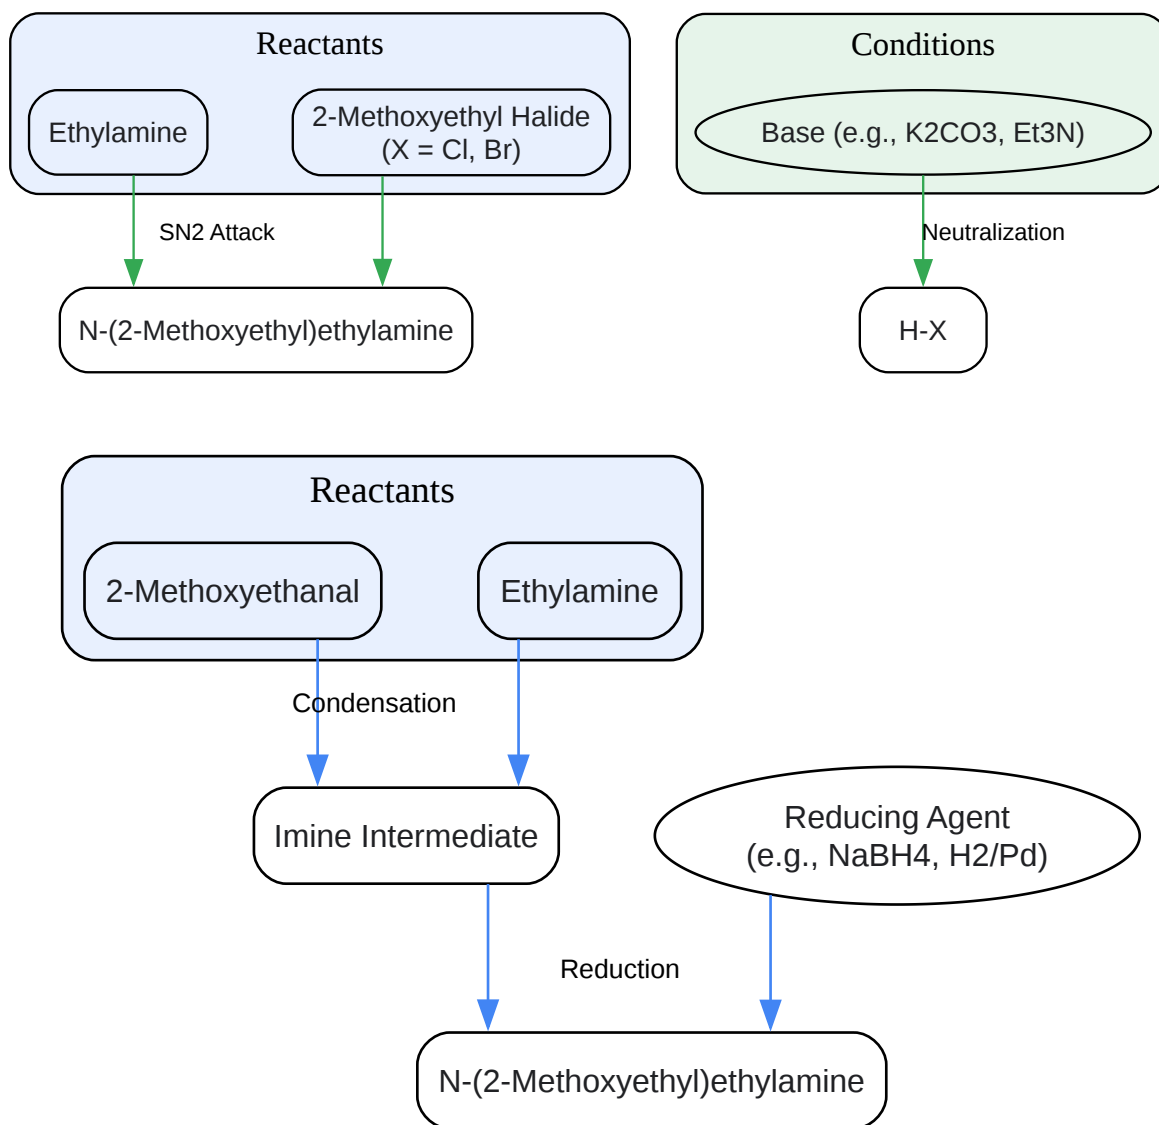 Reactants
Ethylamine
2-Methoxyethyl Halide
(X = Cl, Br)
SN2 Attack
N-(2-Methoxyethyl)ethylamine
Conditions
Base (e.g., K2CO3, Et3N)
Neutralization
H-X
Reactants
2-Methoxyethanal
Ethylamine
Condensation
Imine Intermediate
Reducing Agent
(e.g., NaBH4, H2/Pd)
Reduction
N-(2-Methoxyethyl)ethylamine